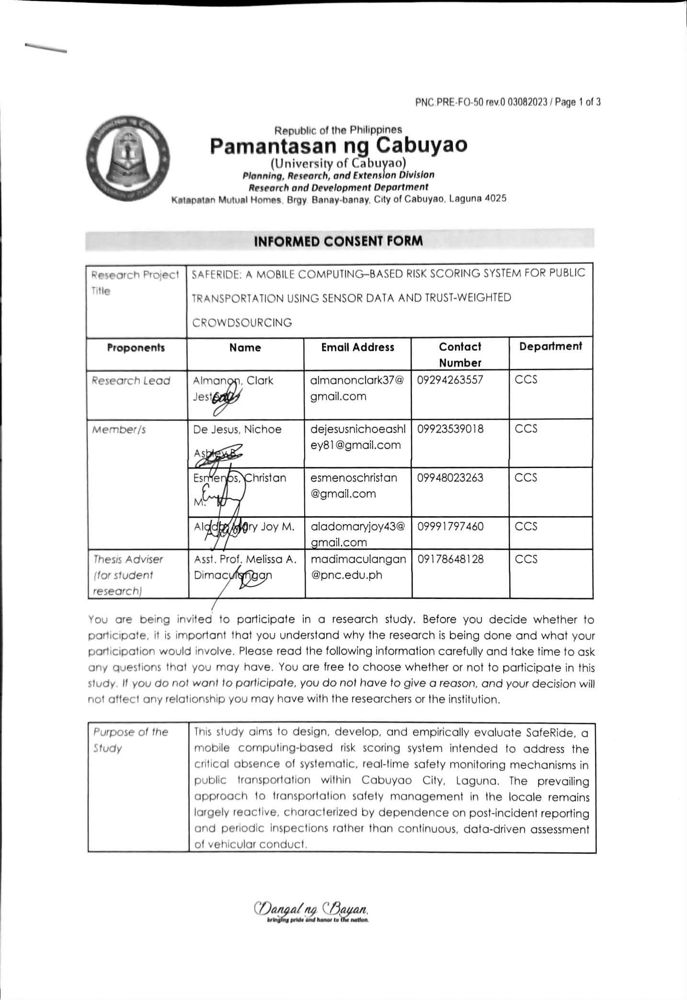 PNC:PRE-FO-50 rev.0 03082023 / Page 1 of 3
Republic of the Philippines
Pamantasan ng Cabuyao
(University of Cabuyao)
Planning, Research, and Extension Division
Research and Development Department
Katapatan Mutual Homes, Brgy. Banay-banay, City of Cabuyao, Laguna 4025
INFORMED CONSENT FORM
Research Project Title
SAFERIDE: A MOBILE COMPUTING–BASED RISK SCORING SYSTEM FOR PUBLIC
TRANSPORTATION USING SENSOR DATA AND TRUST-WEIGHTED
CROWDSOURCING
Proponents Name Email Address Contact Number Department
Research Lead
Almanon, Clark
almanonclark37@
gmail.com
09294263557
CCS
Member/s
De Jesus, Nichoe
Ashley B.
dejesusnichoeashl
ey81@gmail.com
09923539018
CCS
Esmenos, Christan
M.
esmenoschristan
@gmail.com
09948023263
CCS
Alado, Mary Joy M.
aladomaryjoy43@
gmail.com
09991797460
CCS
Thesis Adviser
(for student
research)
Asst. Prof. Melissa A.
Dimaculangan
madimaculangan
@pnc.edu.ph
09178648128
CCS
You are being invited to participate in a research study. Before you decide whether to
participate, it is important that you understand why the research is being done and what your
participation would involve. Please read the following information carefully and take time to ask
any questions that you may have. You are free to choose whether or not to participate in this
study. If you do not want to participate, you do not have to give a reason, and your decision will
not affect any relationship you may have with the researchers or the institution.
Purpose of the
Study
This study aims to design, develop, and empirically evaluate SafeRide, a
mobile computing-based risk scoring system intended to address the
critical absence of systematic, real-time safety monitoring mechanisms in
public transportation within Cabuyao City, Laguna. The prevailing
approach to transportation safety management in the locale remains
largely reactive, characterized by dependence on post-incident reporting
and periodic inspections rather than continuous, data-driven assessment
of vehicular conduct.
Dangal ng Bayan,
bringing pride and honor to the nation.